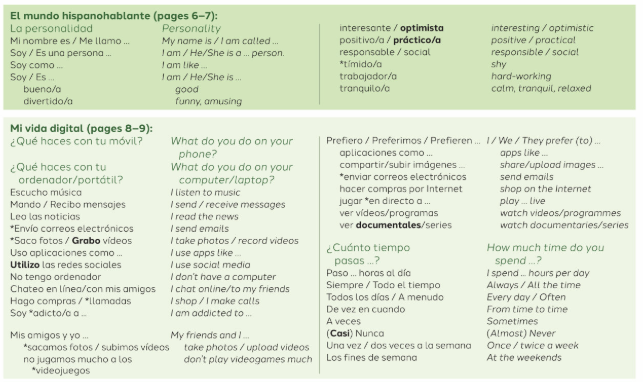 El mundo hispanohablante (pages 6–7):
La personalidad Personality
Mi nombre es / Me llamo ... My name is / I am called ...
Soy / Es una persona ... I am / He/She is a ... person.
Soy como ... I am like ...
Soy / Es ... I am / He/She is ...
bueno/a good
divertido/a funny, amusing
interesante / optimista interesting / optimistic
positivo/a / práctico/a positive / practical
responsable / social responsible / social
*tímido/a shy
trabajador/a hard-working
tranquilo/a calm, tranquil, relaxed
Mi vida digital (pages 8–9):
¿Qué haces con tu móvil? What do you do on your
phone?
¿Qué haces con tu What do you do on your
ordenador/portátil? computer/laptop?
Escucho música I listen to music
Mando / Recibo mensajes I send / receive messages
Leo las noticias I read the news
*Envío correos electrónicos I send emails
*Saco fotos / Grabo vídeos I take photos / record videos
Uso aplicaciones como ... I use apps like ...
Utilizo las redes sociales I use social media
No tengo ordenador I don't have a computer
Chateo en línea/con mis amigos I chat online/to my friends
Hago compras / *llamadas I shop / I make calls
Soy *adicto/a a ... I am addicted to ...
Mis amigos y yo ... My friends and I ...
*sacamos fotos / subimos vídeos take photos / upload videos
no jugamos mucho a los don't play videogames much
*videojuegos
Prefiero / Preferimos / Prefieren ... I / We / They prefer (to) ...
aplicaciones como ... apps like ...
compartir/subir imágenes ... share/upload images ...
*enviar correos electrónicos send emails
hacer compras por Internet shop on the Internet
jugar *en directo a ... play ... live
ver vídeos/programas watch videos/programmes
ver documentales/series watch documentaries/series
¿Cuánto tiempo How much time do you
pasas ...? spend ...?
Paso ... horas al día I spend ... hours per day
Siempre / Todo el tiempo Always / All the time
Todos los días / A menudo Every day / Often
De vez en cuando From time to time
A veces Sometimes
(Casi) Nunca (Almost) Never
Una vez / dos veces a la semana Once / twice a week
Los fines de semana At the weekends